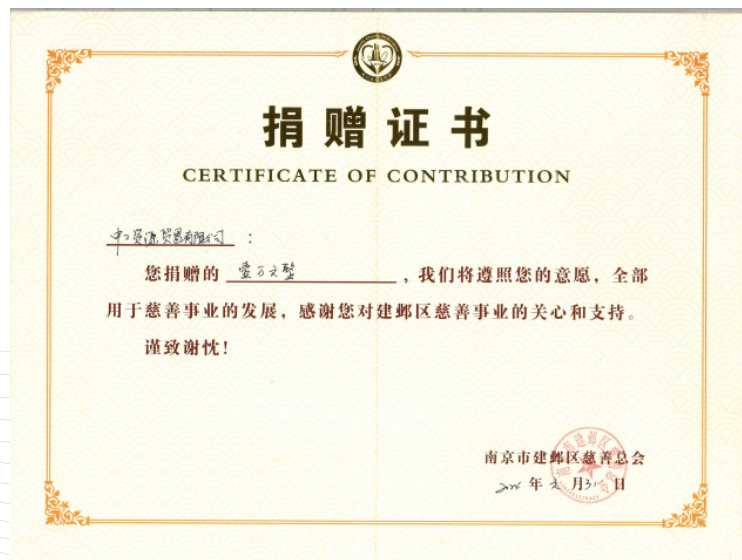 捐赠证书
CERTIFICATE OF CONTRIBUTION
资源贸易有限公司：
您捐赠的 壹万元整 ，我们将遵照您的意愿，全部
用于慈善事业的发展，感谢您对建邺区慈善事业的关心和支持。
谨致谢忱！
南京市建邺区慈善总会
年 月31日